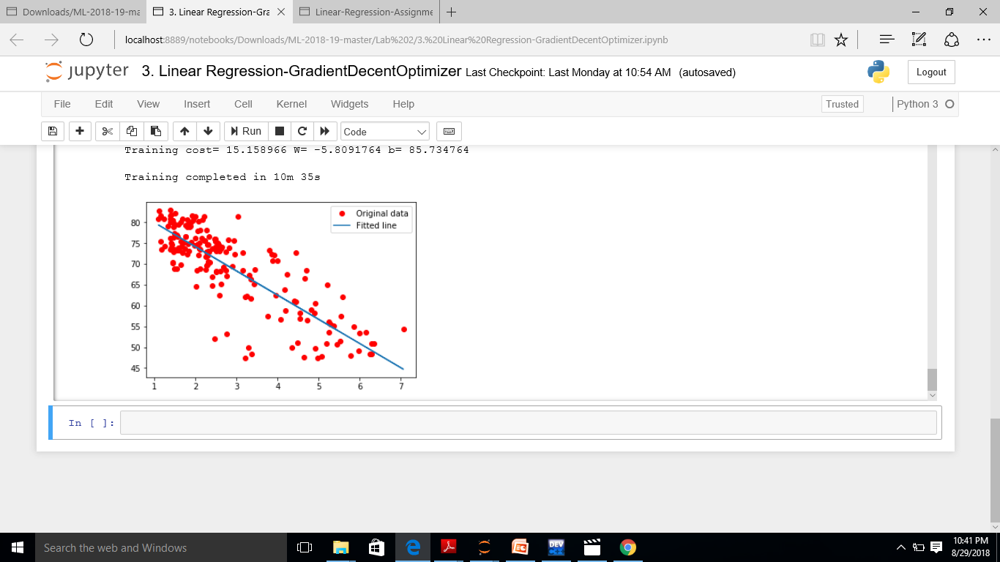 Downloads/ML-2018-19-ma
3. Linear Regression-Gra
Linear-Regression-Assignme
localhost:8889/notebooks/Downloads/ML-2018-19-master/Lab%202/3.%20Linear%20Regression-GradientDecentOptimizer.ipynb
jupyter 3. Linear Regression-GradientDecentOptimizer Last Checkpoint: Last Monday at 10:54 AM (autosaved)
Logout
File Edit View Insert Cell Kernel Widgets Help
Trusted Python 3
Run Code
Training cost= 15.158966 W= -5.8091764 b= 85.734764
Training completed in 10m 35s
Original data
Fitted line
80
75
70
65
60
55
50
45
1 2 3 4 5 6 7
In [ ]:
Search the web and Windows
DEV
10:41 PM
8/29/2018